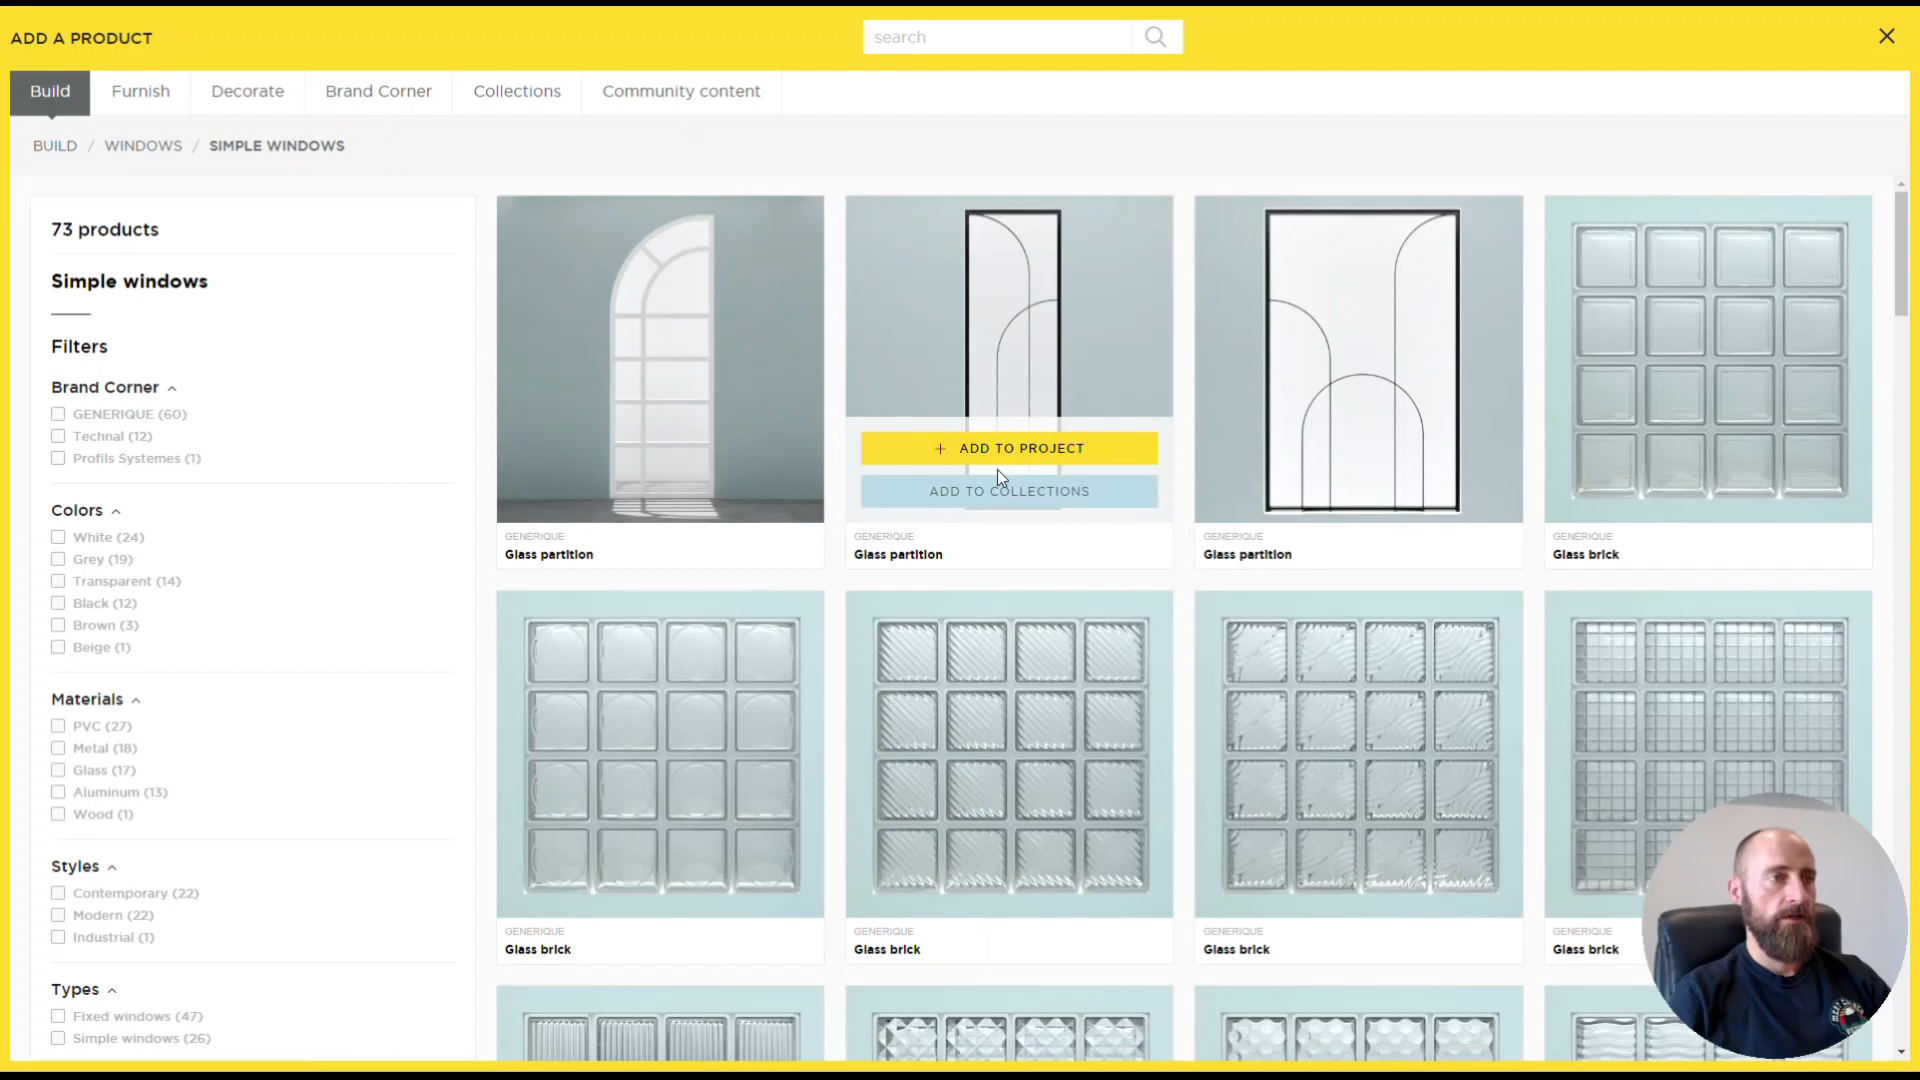 ADD A PRODUCT
search
Build
Furnish
Decorate
Brand Corner
Collections
Community content
BUILD / WINDOWS / SIMPLE WINDOWS
73 products
Simple windows
Filters
Brand Corner
GENERIQUE (60)
Technal (12)
Profils Systemes (1)
Colors
White (24)
Grey (19)
Transparent (14)
Black (12)
Brown (3)
Beige (1)
Materials
PVC (27)
Metal (18)
Glass (17)
Aluminum (13)
Wood (1)
Styles
Contemporary (22)
Modern (22)
Industrial (1)
Types
Fixed windows (47)
Simple windows (26)
GENERIQUE
Glass partition
+ ADD TO PROJECT
ADD TO COLLECTIONS
GENERIQUE
Glass partition
GENERIQUE
Glass partition
GENERIQUE
Glass brick
GENERIQUE
Glass brick
GENERIQUE
Glass brick
GENERIQUE
Glass brick
GENERIQUE
Glass brick